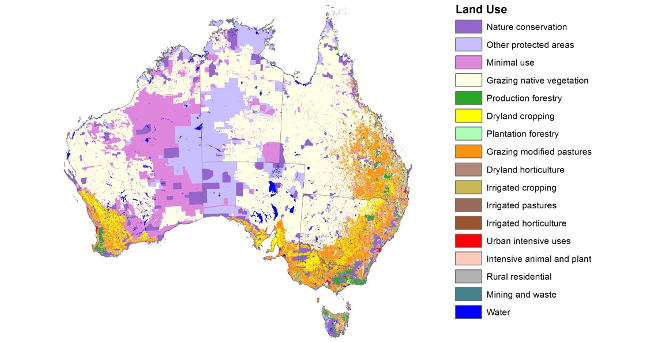 Land Use
Nature conservation
Other protected areas
Minimal use
Grazing native vegetation
Production forestry
Dryland cropping
Plantation forestry
Grazing modified pastures
Dryland horticulture
Irrigated cropping
Irrigated pastures
Irrigated horticulture
Urban intensive uses
Intensive animal and plant
Rural residential
Mining and waste
Water